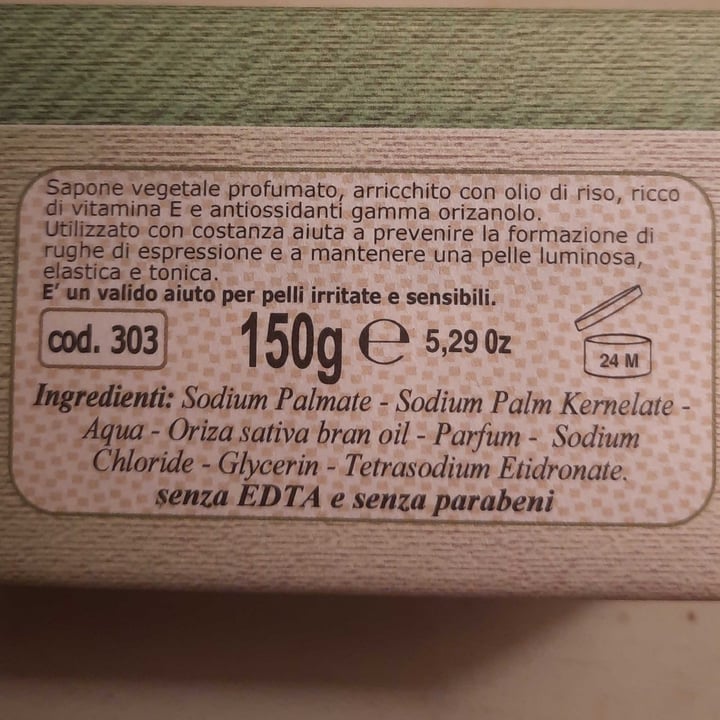 Sapone vegetale profumato, arricchito con olio di riso, ricco
di vitamina E e antiossidanti gamma orizanolo.
Utilizzato con costanza aiuta a prevenire la formazione di
rughe di espressione e a mantenere una pelle luminosa,
elastica e tonica.
E' un valido aiuto per pelli irritate e sensibili.
cod. 303 150g ℮ 5,29 0z 24 M
Ingredienti: Sodium Palmate - Sodium Palm Kernelate -
Aqua - Oriza sativa bran oil - Parfum - Sodium
Chloride - Glycerin - Tetrasodium Etidronate.
senza EDTA e senza parabeni